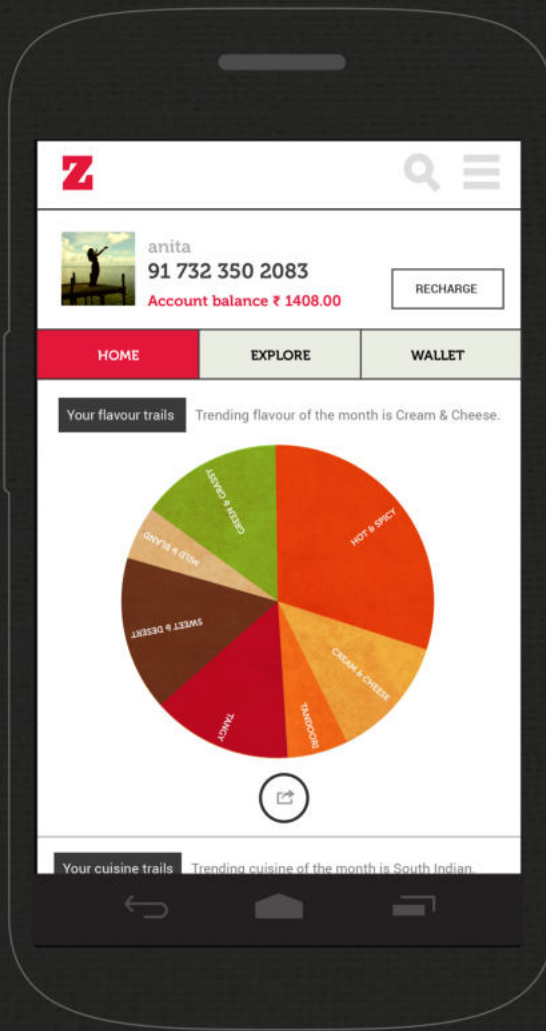 Z
anita
91 732 350 2083
Account balance ₹ 1408.00
RECHARGE
HOME
EXPLORE
WALLET
Your flavour trails
Trending flavour of the month is Cream & Cheese.
GREEN & GRASSY
HOT & SPICY
MILD & BLAND
SWEET & DESERT
CREAM & CHEESE
TANGY
TANDOORI
Your cuisine trails
Trending cuisine of the month is South Indian.